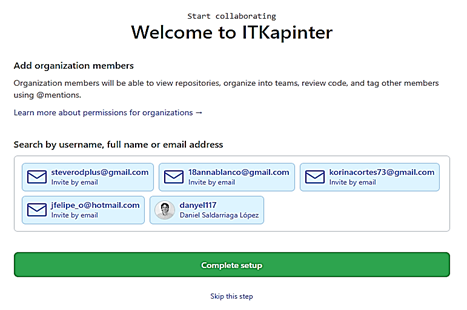 Start collaborating
Welcome to ITKapinter
Add organization members
Organization members will be able to view repositories, organize into teams, review code, and tag other members
using @mentions.
Learn more about permissions for organizations →
Search by username, full name or email address
steverodplus@gmail.com
Invite by email
18annablanco@gmail.com
Invite by email
korinacortes73@gmail.com
Invite by email
jfelipe_o@hotmail.com
Invite by email
danyel117
Daniel Saldarriaga López
Complete setup
Skip this step